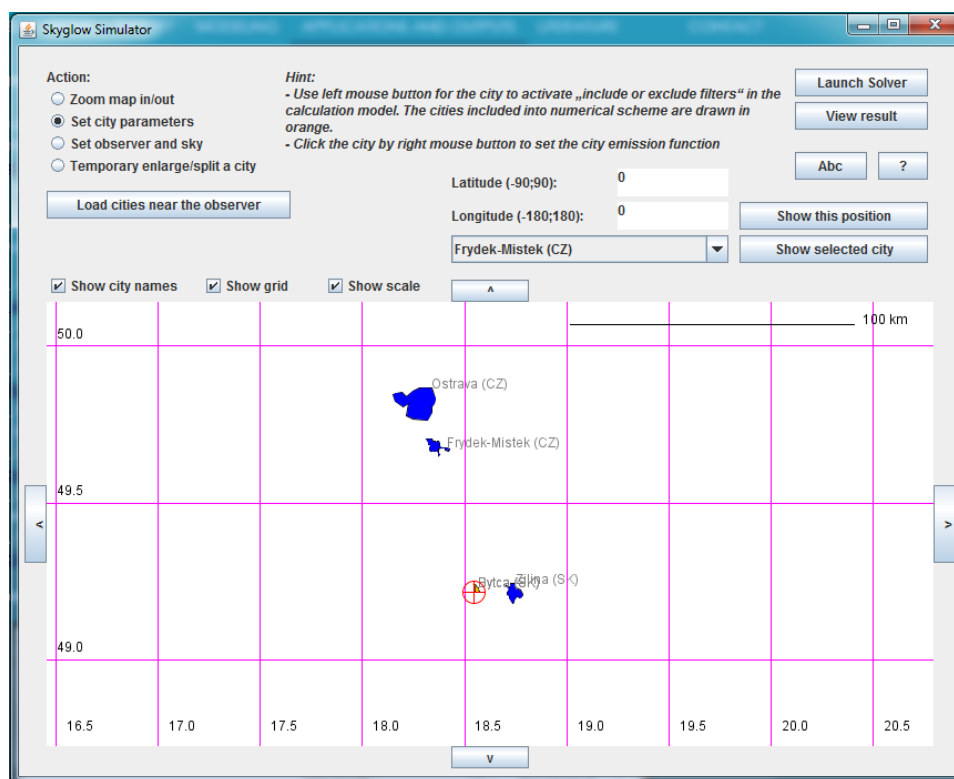 Skyglow Simulator
Action:
Zoom map in/out
Set city parameters
Set observer and sky
Temporary enlarge/split a city
Load cities near the observer
Hint:
- Use left mouse button for the city to activate „include or exclude filters“ in the
calculation model. The cities included into numerical scheme are drawn in
orange.
- Click the city by right mouse button to set the city emission function
Launch Solver
View result
Abc ?
Latitude (-90;90): 0
Longitude (-180;180): 0
Show this position
Frydek-Mistek (CZ)
Show selected city
Show city names Show grid Show scale
^
50.0
100 km
Ostrava (CZ)
Frydek-Mistek (CZ)
49.5
<
>
Bytca (SK)
Zilina (SK)
49.0
16.5 17.0 18.0 18.5 19.0 19.5 20.0 20.5
v